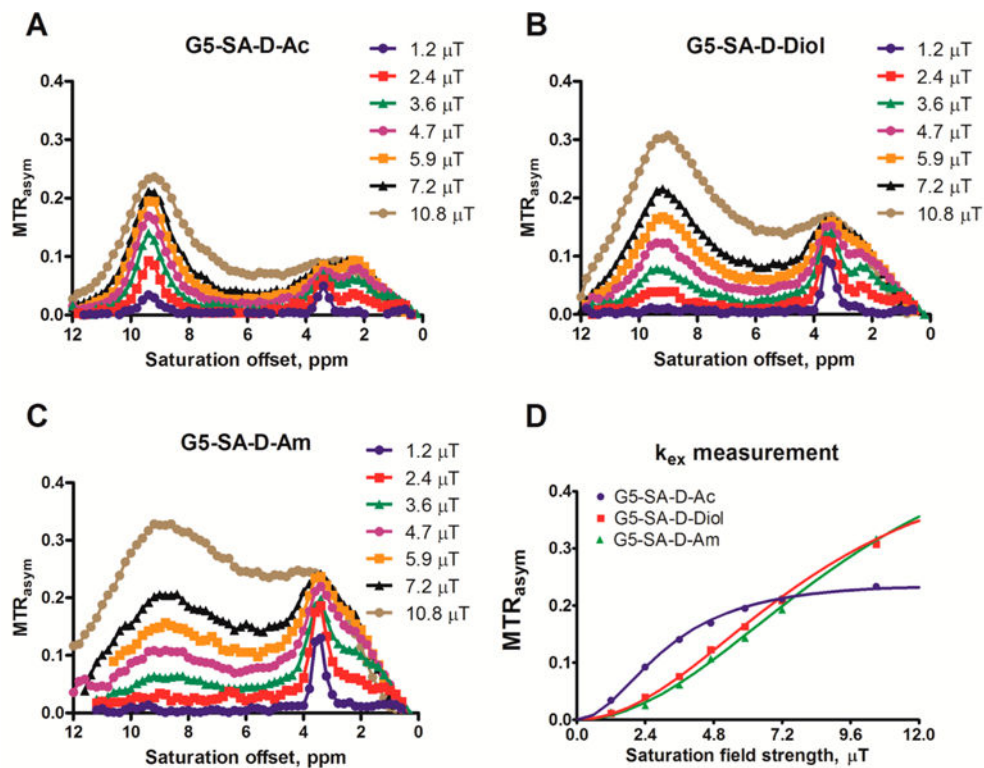 A
G5-SA-D-Ac
1.2 μT
2.4 μT
3.6 μT
4.7 μT
5.9 μT
7.2 μT
10.8 μT
MTRasym
0.4
0.3
0.2
0.1
0.0
12 10 8 6 4 2 0
Saturation offset, ppm
B
G5-SA-D-Diol
1.2 μT
2.4 μT
3.6 μT
4.7 μT
5.9 μT
7.2 μT
10.8 μT
MTRasym
0.4
0.3
0.2
0.1
0.0
12 10 8 6 4 2 0
Saturation offset, ppm
C
G5-SA-D-Am
1.2 μT
2.4 μT
3.6 μT
4.7 μT
5.9 μT
7.2 μT
10.8 μT
MTRasym
0.4
0.3
0.2
0.1
0.0
12 10 8 6 4 2 0
Saturation offset, ppm
D
kex measurement
G5-SA-D-Ac
G5-SA-D-Diol
G5-SA-D-Am
MTRasym
0.4
0.3
0.2
0.1
0.0
0.0 2.4 4.8 7.2 9.6 12.0
Saturation field strength, μT